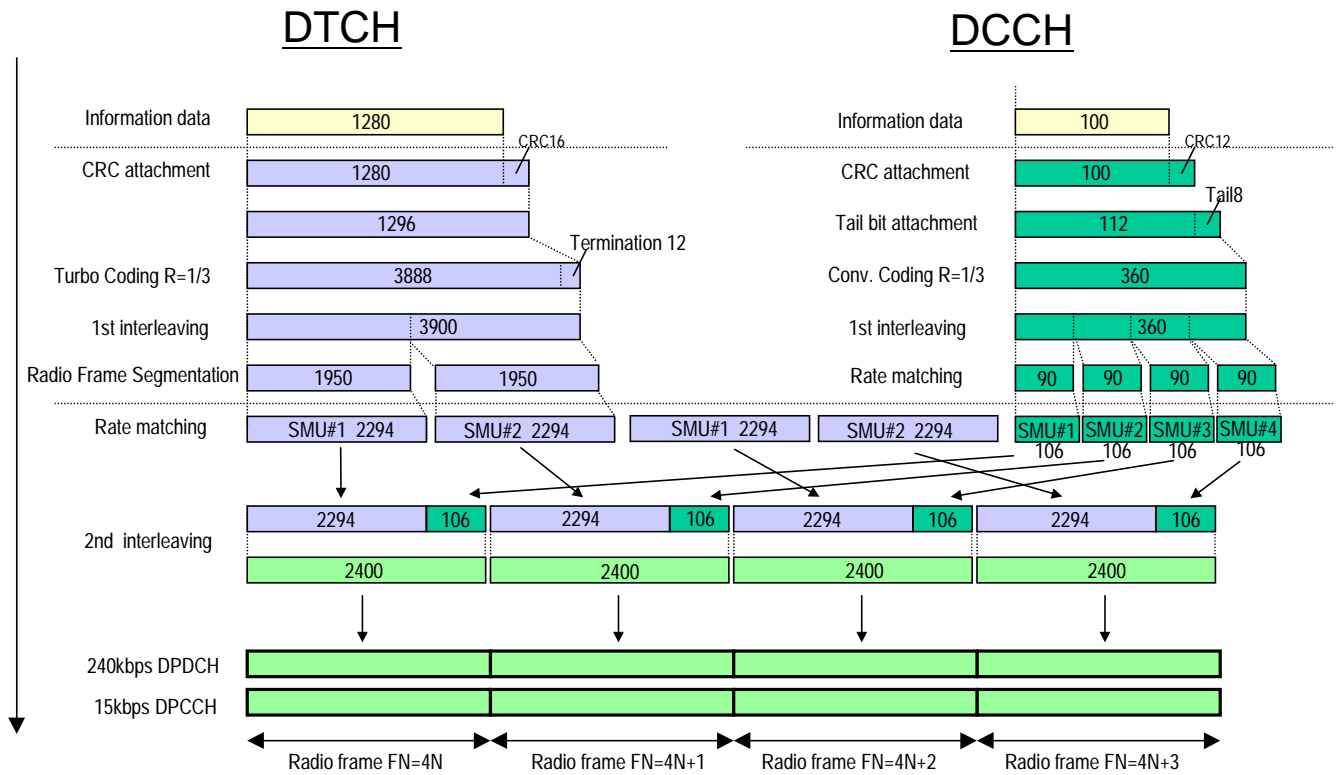 DTCH DCCH
Information data 1280 Information data 100
CRC16 CRC12
CRC attachment 1280 CRC attachment 100
Tail8
1296 Tail bit attachment 112
Termination 12
Turbo Coding R=1/3 3888 Conv. Coding R=1/3 360
1st interleaving 3900 1st interleaving 360
Radio Frame Segmentation 1950 1950 Rate matching 90 90 90 90
Rate matching SMU#1 2294 SMU#2 2294 SMU#1 2294 SMU#2 2294 SMU#1 SMU#2 SMU#3 SMU#4
106 106 106 106
2294 106 2294 106 2294 106 2294 106
2nd interleaving
2400 2400 2400 2400
240kbps DPDCH
15kbps DPCCH
Radio frame FN=4N Radio frame FN=4N+1 Radio frame FN=4N+2 Radio frame FN=4N+3